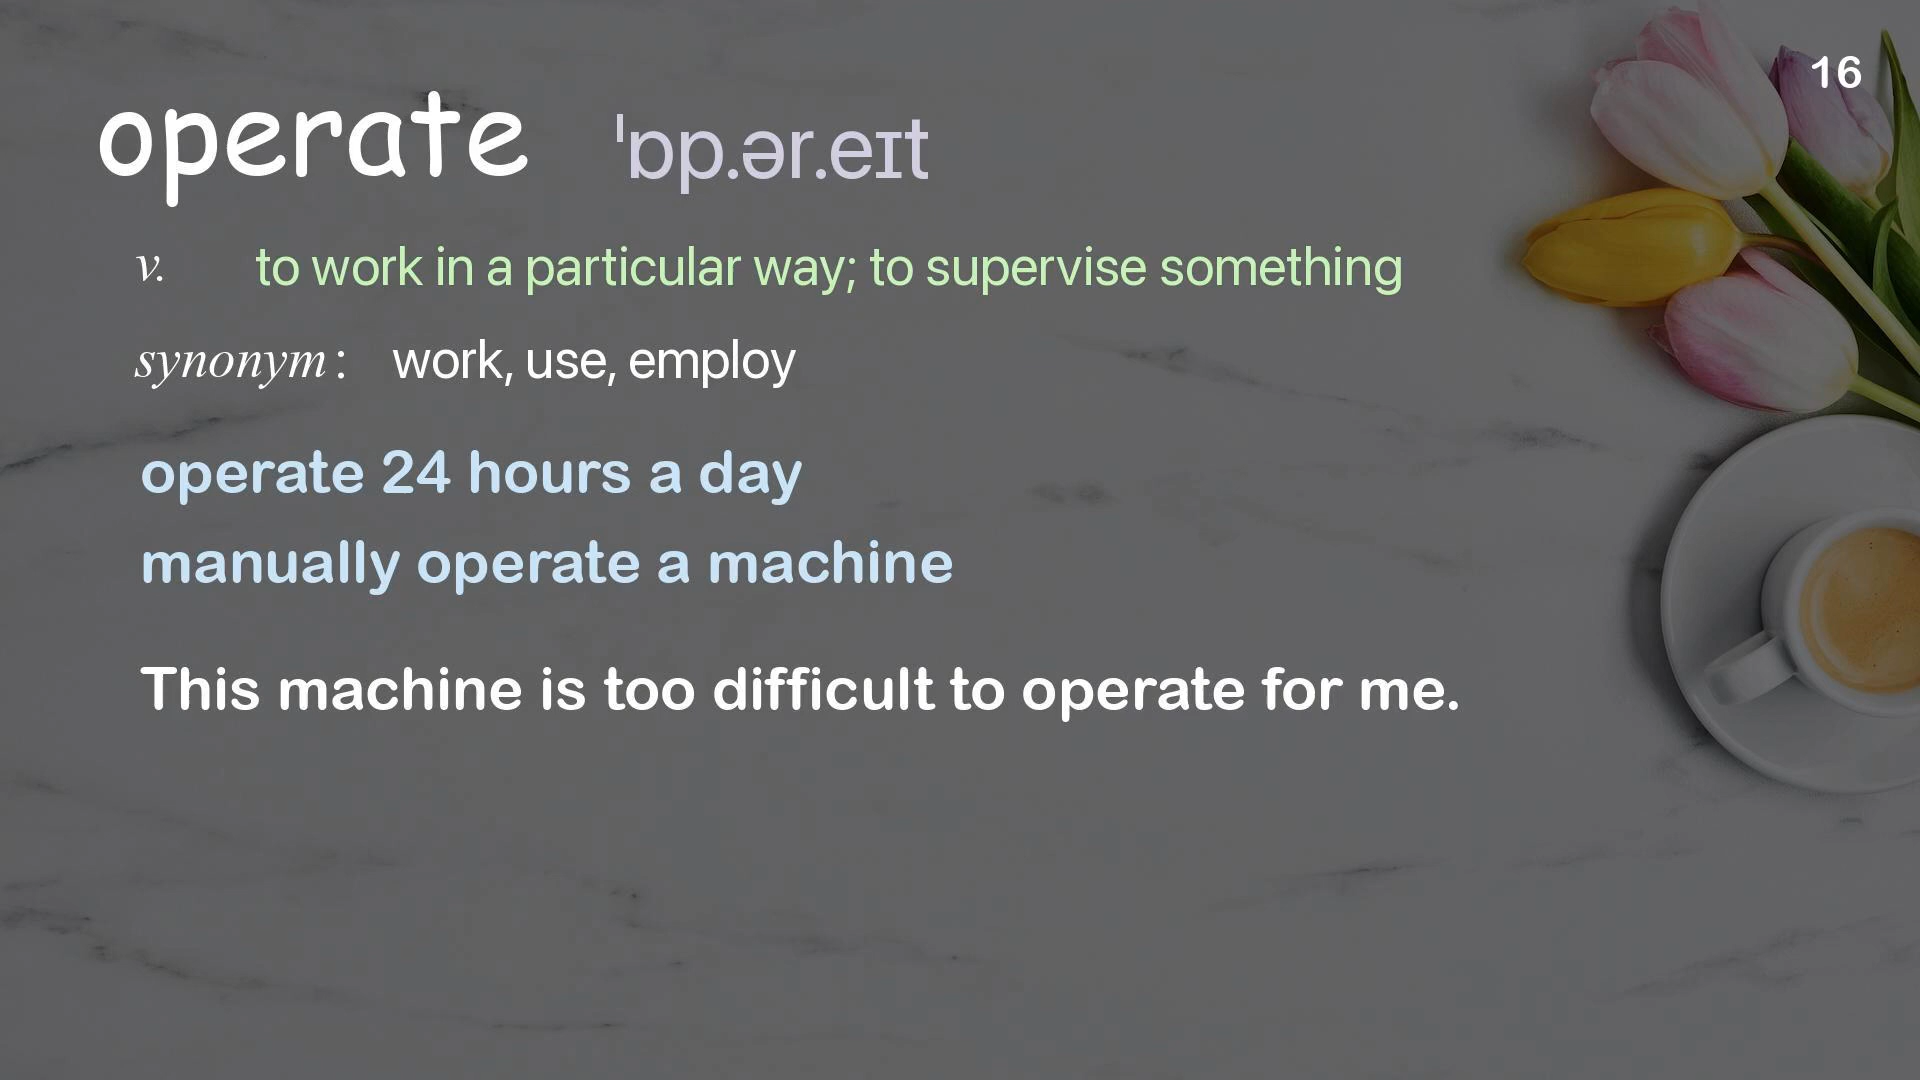 16
operate ˈɒp.ər.eɪt
v. to work in a particular way; to supervise something
synonym : work, use, employ
operate 24 hours a day
manually operate a machine
This machine is too difficult to operate for me.